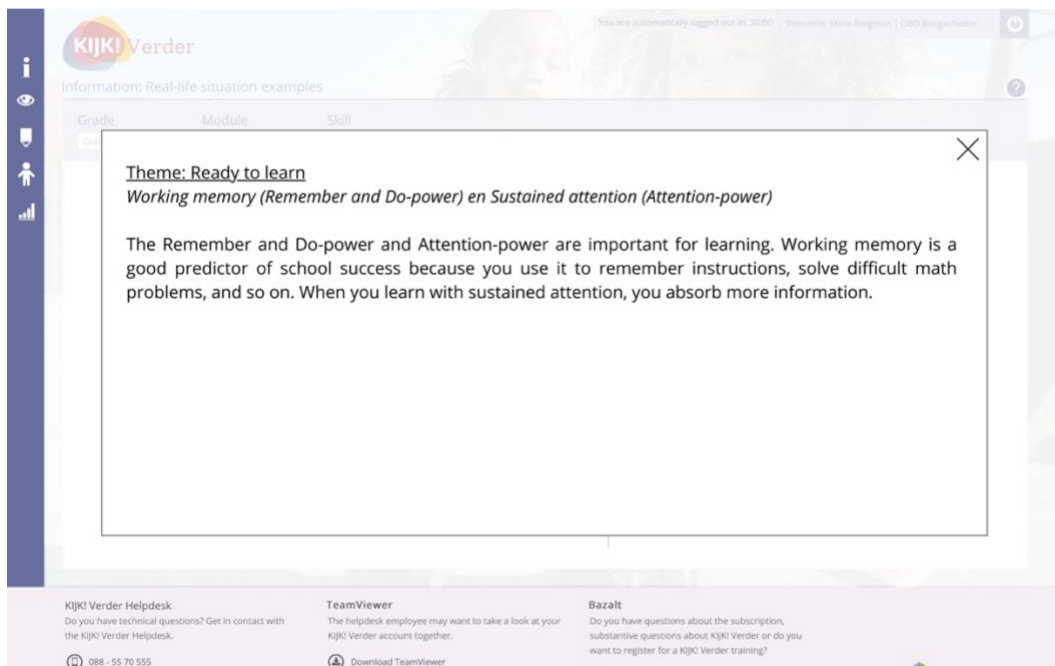 You are automatically logged out in: 30:00 Welcome, Mirte Bergman | OBD Boogschutter
KIJK! Verder
Information: Real-life situation examples
Grade Module Skill
Theme: Ready to learn
Working memory (Remember and Do-power) en Sustained attention (Attention-power)
The Remember and Do-power and Attention-power are important for learning. Working memory is a
good predictor of school success because you use it to remember instructions, solve difficult math
problems, and so on. When you learn with sustained attention, you absorb more information.
KIJK! Verder Helpdesk
Do you have technical questions? Get in contact with
the KIJK! Verder Helpdesk.
088 - 55 70 555
TeamViewer
The helpdesk employee may want to take a look at your
KIJK! Verder account together.
Download TeamViewer
Bazalt
Do you have questions about the subscription,
substantive questions about KIJK! Verder or do you
want to register for a KIJK! Verder training?